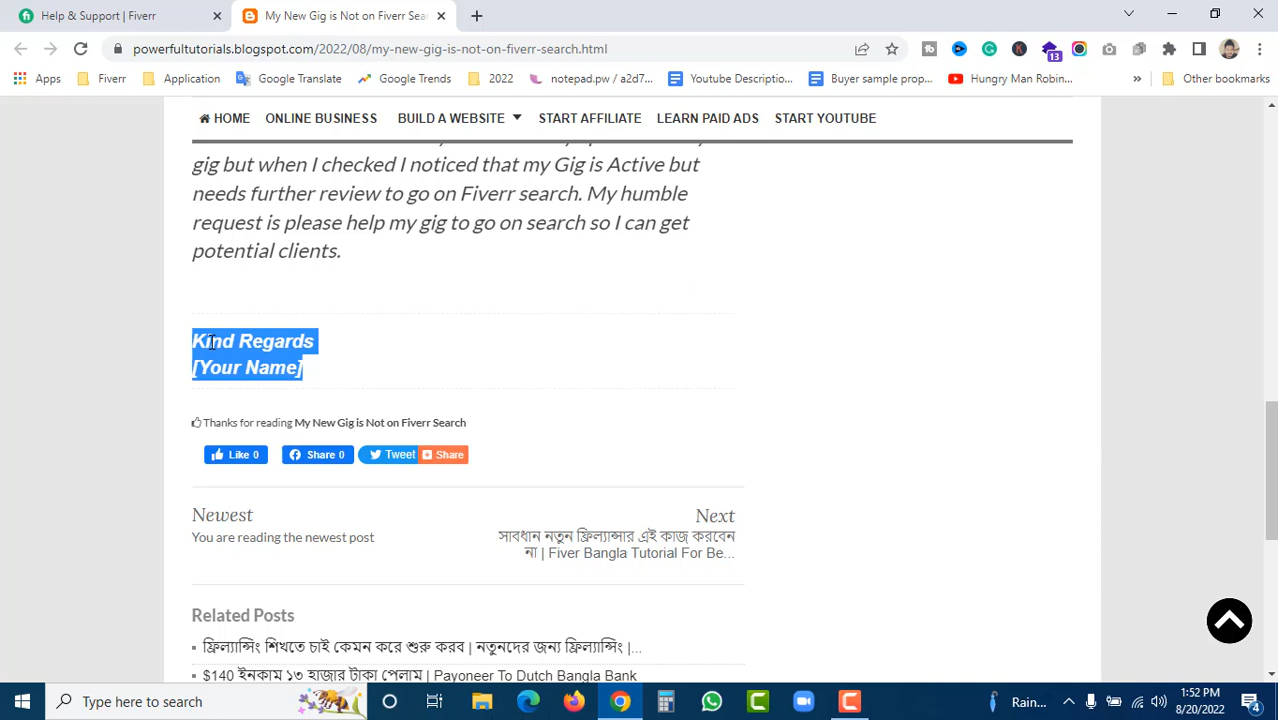 Help & Support | Fiverr
My New Gig is Not on Fiverr Sear
powerfultutorials.blogspot.com/2022/08/my-new-gig-is-not-on-fiverr-search.html
13
Apps
Fiverr
Application
Google Translate
Google Trends
2022
notepad.pw / a2d7...
Youtube Descriptio...
Buyer sample prop...
Hungry Man Robin...
»
Other bookmarks
HOME ONLINE BUSINESS BUILD A WEBSITE START AFFILIATE LEARN PAID ADS START YOUTUBE
gig but when I checked I noticed that my Gig is Active but
needs further review to go on Fiverr search. My humble
request is please help my gig to go on search so I can get
potential clients.
Kind Regards
[Your Name]
Thanks for reading My New Gig is Not on Fiverr Search
Like 0
Share 0
Tweet
Share
Newest
You are reading the newest post
Next
সাবধান নতুন ফ্রিল্যান্সার এই কাজ করবেন
না | Fiver Bangla Tutorial For Be...
Related Posts
ফ্রিল্যান্সিং শিখতে চাই কেমন করে শুরু করব | নতুনদের জন্য ফ্রিল্যান্সিং |...
$140 ইনকাম ১৩ হাজার টাকা পেলাম | Payoneer To Dutch Bangla Bank
Type here to search
Rain...
1:52 PM
8/20/2022
4